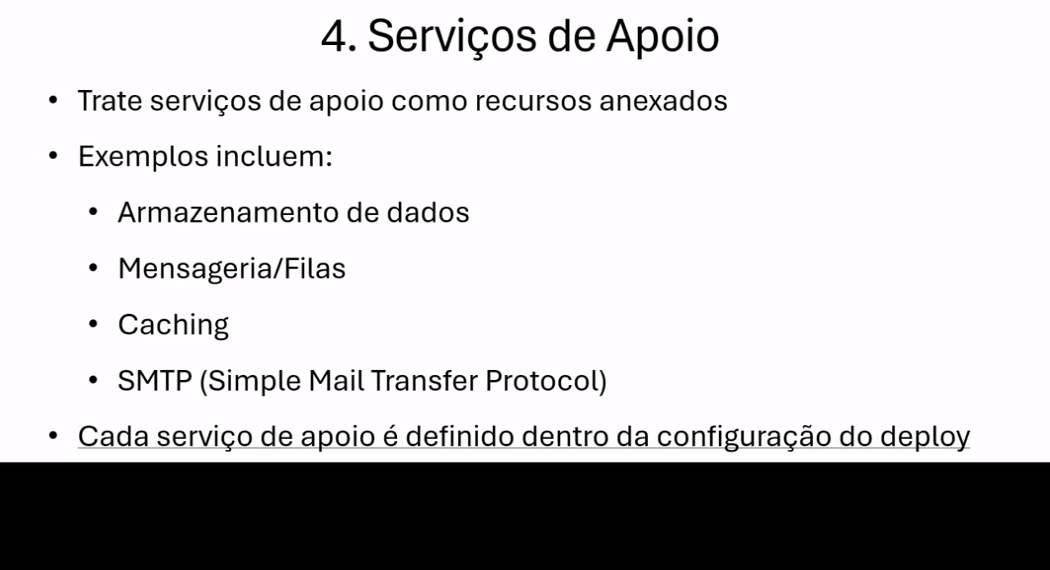 4. Serviços de Apoio
• Trate serviços de apoio como recursos anexados
• Exemplos incluem:
• Armazenamento de dados
• Mensageria/Filas
• Caching
• SMTP (Simple Mail Transfer Protocol)
• Cada serviço de apoio é definido dentro da configuração do deploy